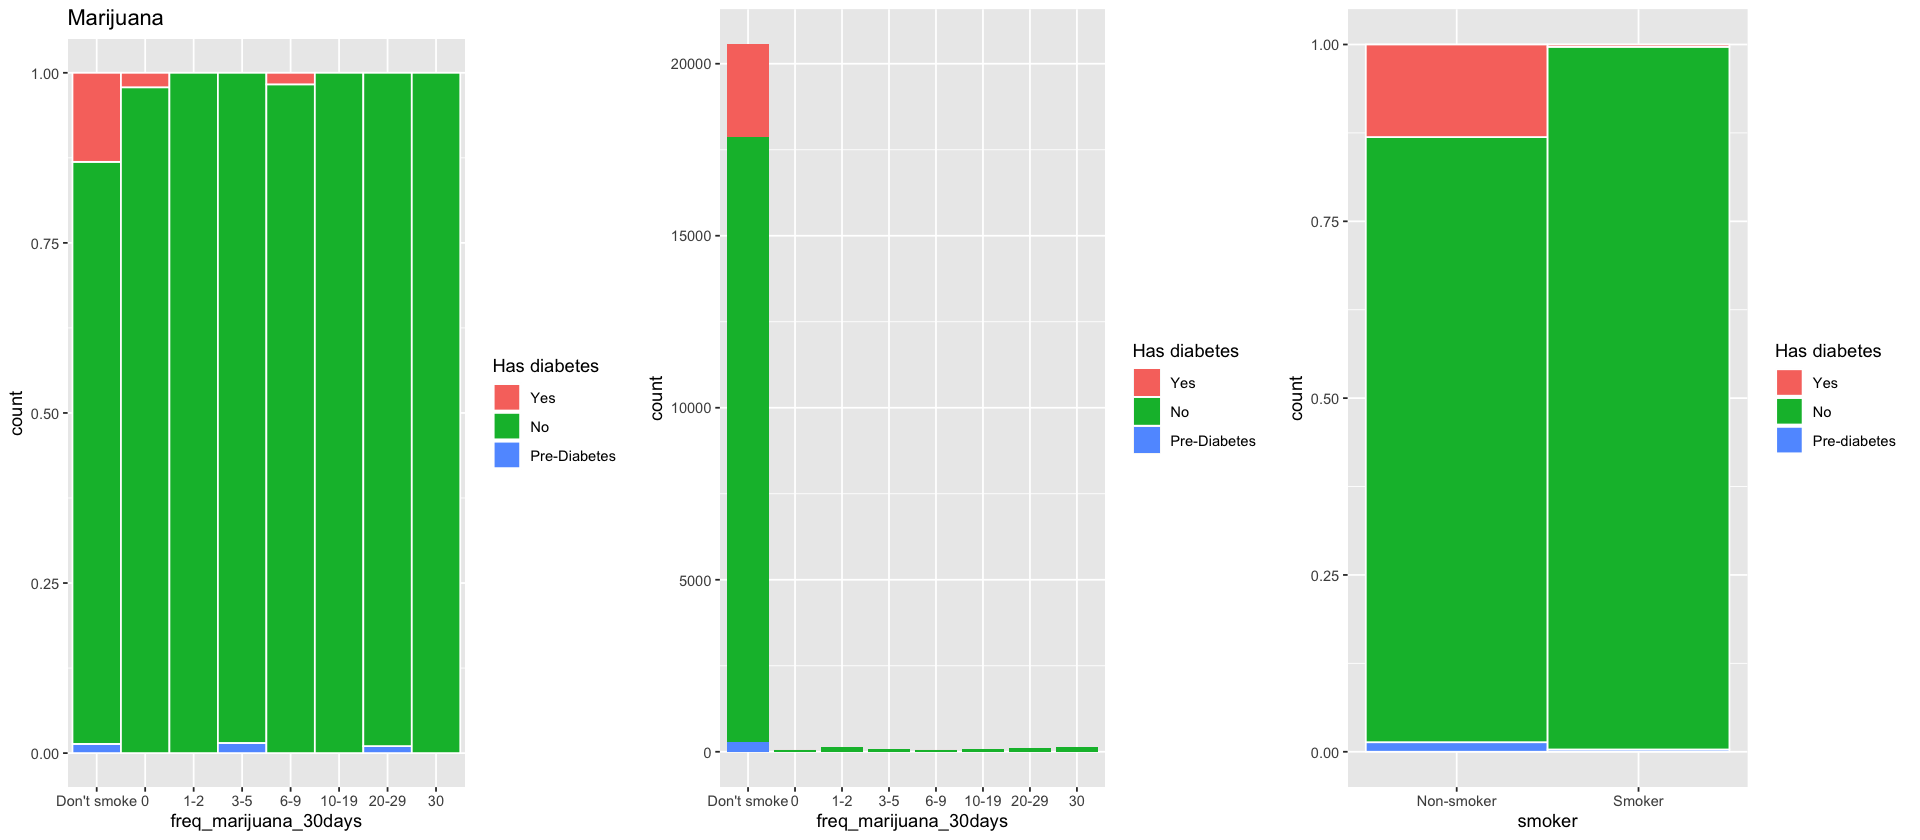 Marijuana
count
1.00
0.75
0.50
0.25
0.00
Don't smoke 0 1-2 3-5 6-9 10-19 20-29 30
freq_marijuana_30days
Has diabetes
Yes
No
Pre-Diabetes
count
20000
15000
10000
5000
0
Don't smoke 0 1-2 3-5 6-9 10-19 20-29 30
freq_marijuana_30days
Has diabetes
Yes
No
Pre-Diabetes
count
1.00
0.75
0.50
0.25
0.00
Non-smoker Smoker
smoker
Has diabetes
Yes
No
Pre-diabetes